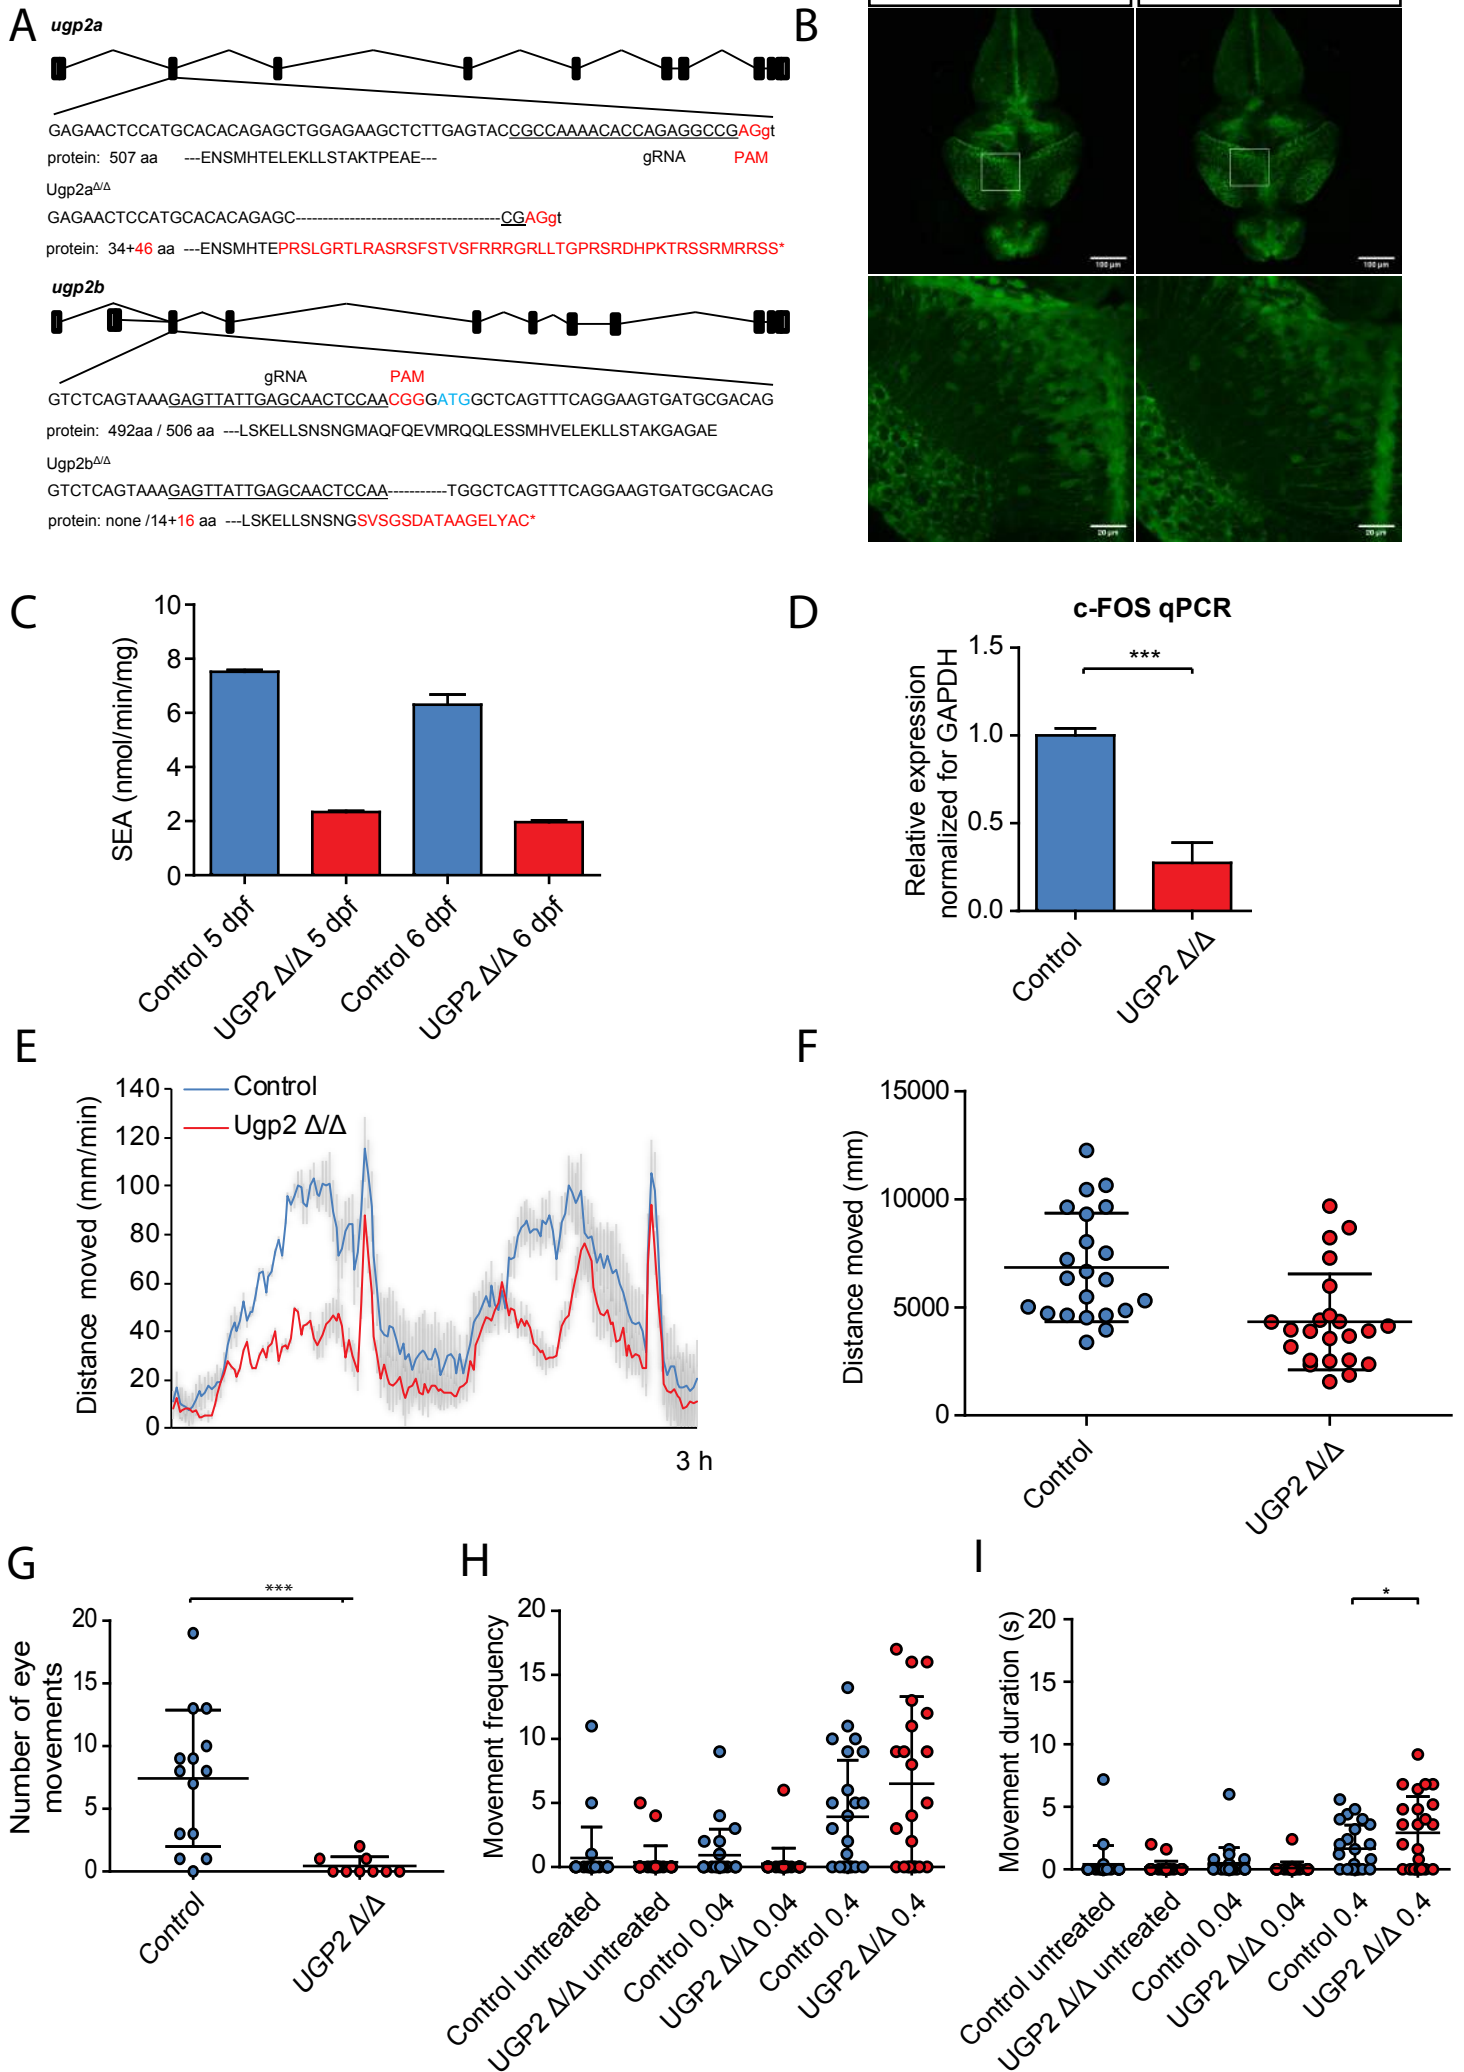 A
ugp2a
GAGAACTCCATGCACACAGAGCTGGAGAAGCTCTTGAGTACCGCCAAAACACCAGAGGCCGAGgt
protein: 507 aa ---ENSMHTELEKLLSTAKTPEAE---
gRNA
PAM
Ugp2aΔ/Δ
GAGAACTCCATGCACACAGAGC-------------------------------------CGAGgt
protein: 34+46 aa ---ENSMHTEPRSLGRTLRASRSFSTVSFRRRGRLLTGPRSRDHPKTRSSRMRRSS*
ugp2b
gRNA
PAM
GTCTCAGTAAAGAGTTATTGAGCAACTCCAACGGGATGGCTCAGTTTCAGGAAGTGATGCGACAG
protein: 492aa / 506 aa ---LSKELLSNSNGMAQFQEVMRQQLESSMHVELEKLLSTAKGAGAE
Ugp2bΔ/Δ
GTCTCAGTAAAGAGTTATTGAGCAACTCCAA-----------TGGCTCAGTTTCAGGAAGTGATGCGACAG
protein: none /14+16 aa ---LSKELLSNSNGSVSGSDATAAGELYAC*
B
100 µm
100 µm
20 µm
20 µm
C
SEA (nmol/min/mg)
10
8
6
4
2
0
Control 5 dpf
UGP2 Δ/Δ 5 dpf
Control 6 dpf
UGP2 Δ/Δ 6 dpf
D
c-FOS qPCR
***
Relative expression
normalized for GAPDH
1.5
1.0
0.5
0.0
Control
UGP2 Δ/Δ
E
Distance moved (mm/min)
140
120
100
80
60
40
20
0
Control
Ugp2 Δ/Δ
3 h
F
Distance moved (mm)
15000
10000
5000
0
Control
UGP2 Δ/Δ
G
***
Number of eye
movements
20
15
10
5
0
Control
UGP2 Δ/Δ
H
Movement frequency
20
15
10
5
0
Control untreated
UGP2 Δ/Δ untreated
Control 0.04
UGP2 Δ/Δ 0.04
Control 0.4
UGP2 Δ/Δ 0.4
I
*
Movement duration (s)
20
15
10
5
0
Control untreated
UGP2 Δ/Δ untreated
Control 0.04
UGP2 Δ/Δ 0.04
Control 0.4
UGP2 Δ/Δ 0.4